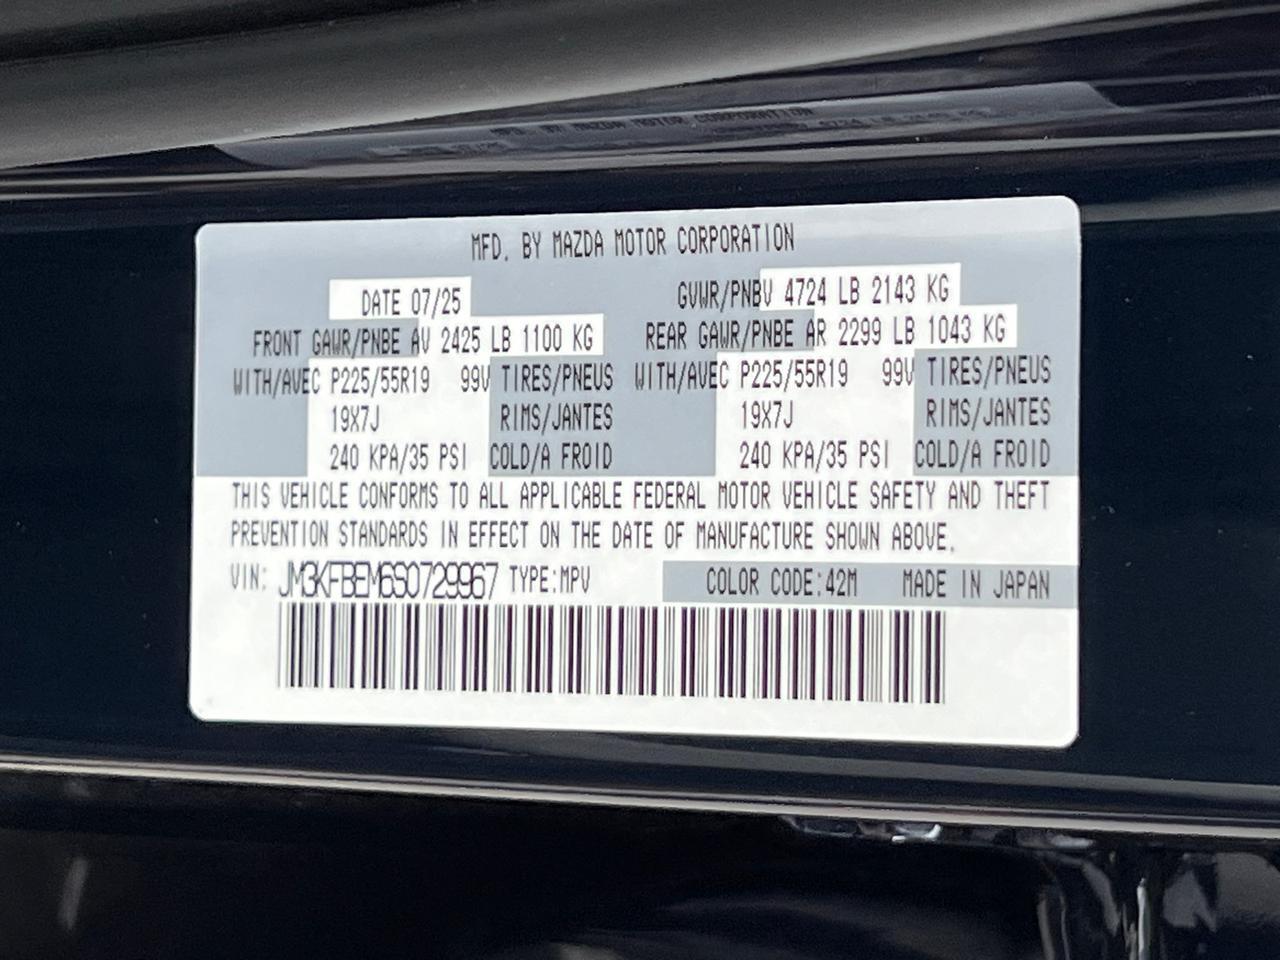 MFD. BY MAZDA MOTOR CORPORATION
DATE 07/25 GVWR/PNBV 4724 LB 2143 KG
FRONT GAWR/PNBE AV 2425 LB 1100 KG REAR GAWR/PNBE AR 2299 LB 1043 KG
WITH/AVEC P225/55R19 99V TIRES/PNEUS WITH/AVEC P225/55R19 99V TIRES/PNEUS
19X7J RIMS/JANTES 19X7J RIMS/JANTES
240 KPA/35 PSI COLD/A FROID 240 KPA/35 PSI COLD/A FROID
THIS VEHICLE CONFORMS TO ALL APPLICABLE FEDERAL MOTOR VEHICLE SAFETY AND THEFT
PREVENTION STANDARDS IN EFFECT ON THE DATE OF MANUFACTURE SHOWN ABOVE.
VIN: JM3KFBEM6S0729967 TYPE:MPV COLOR CODE:42M MADE IN JAPAN